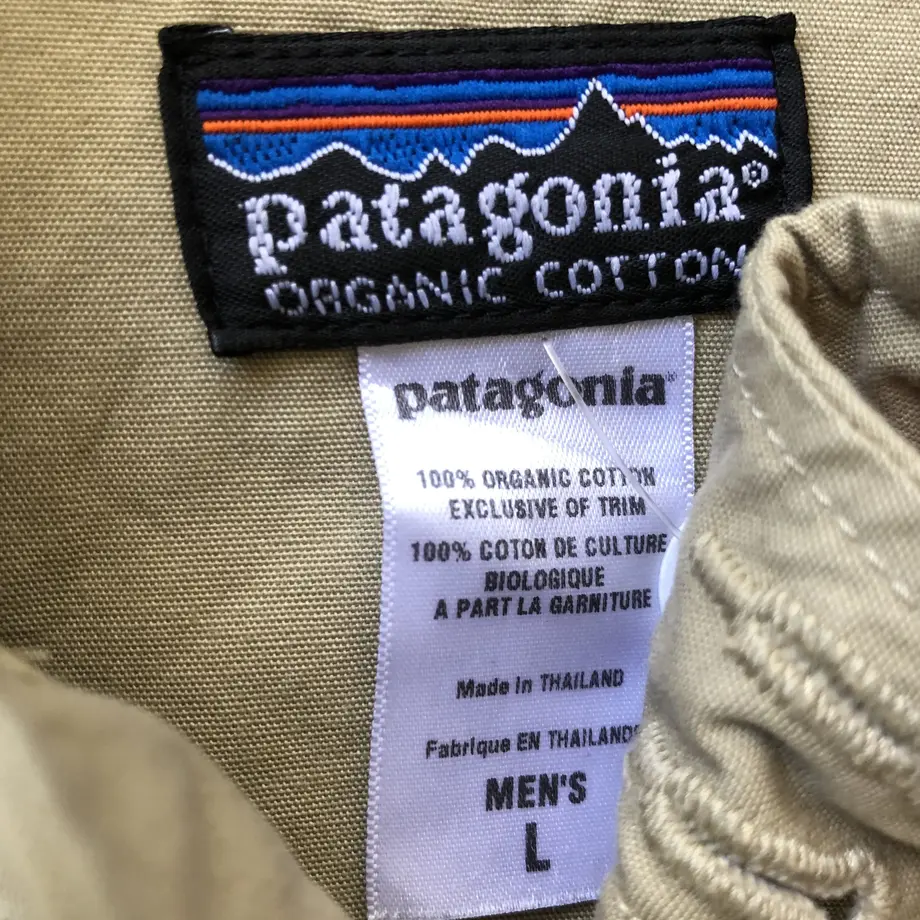 patagonia®
ORGANIC COTTON
patagonia®
100% ORGANIC COTTON
EXCLUSIVE OF TRIM
100% COTON DE CULTURE
BIOLOGIQUE
A PART LA GARNITURE
Made in THAILAND
Fabrique EN THAILANDE
MEN'S
L